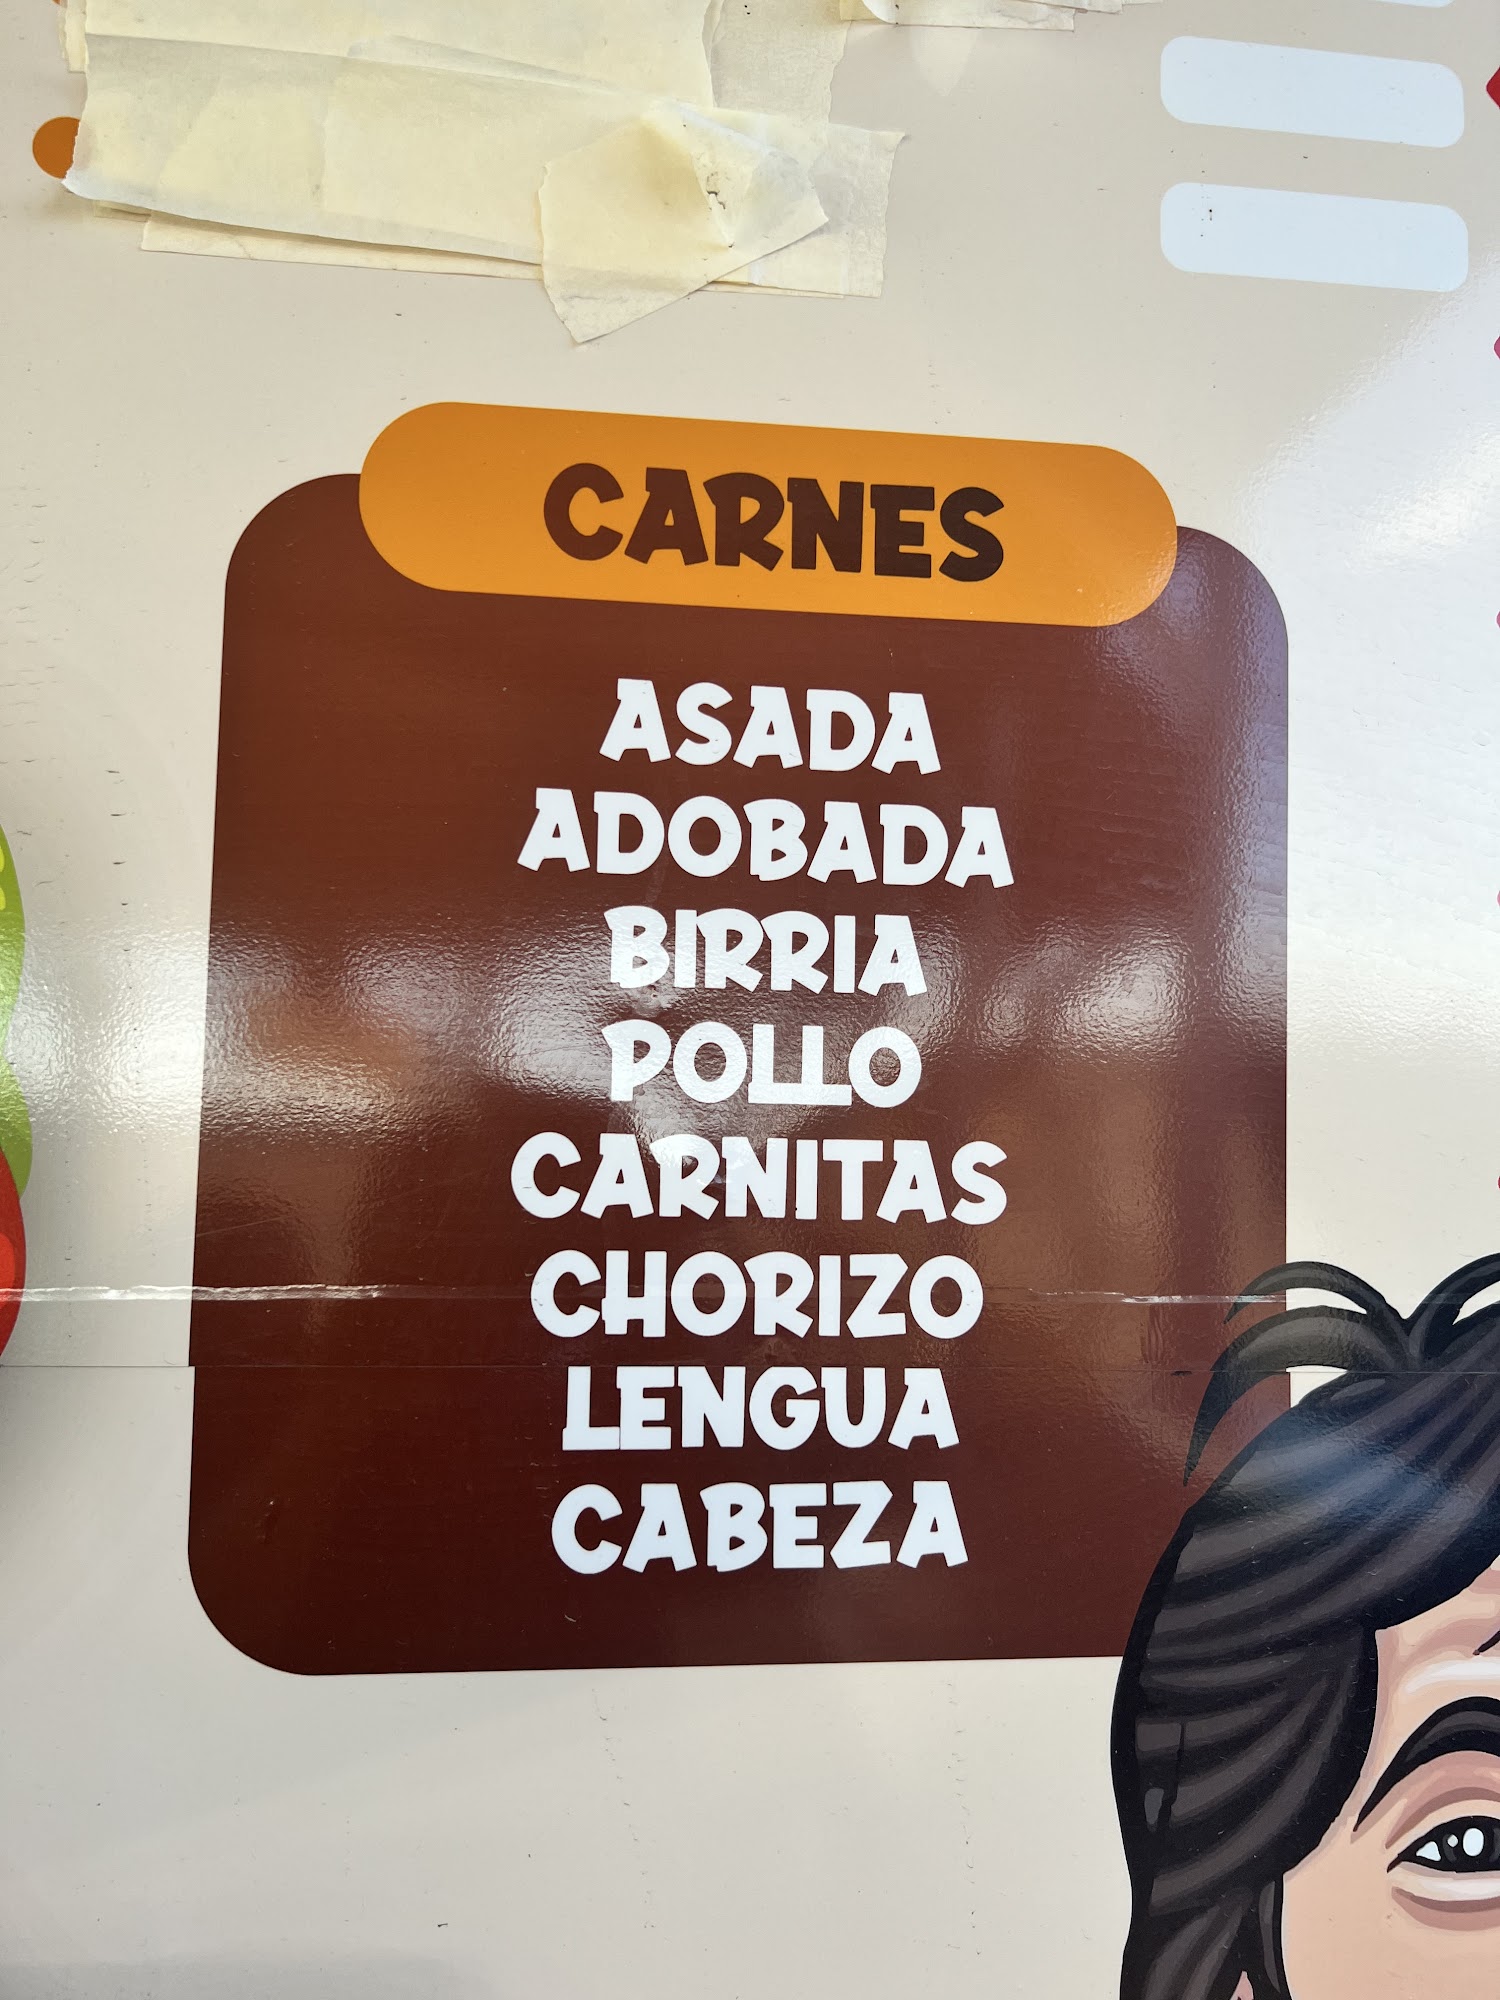 CARNES
ASADA
ADOBADA
BIRRIA
POLLO
CARNITAS
CHORIZO
LENGUA
CABEZA